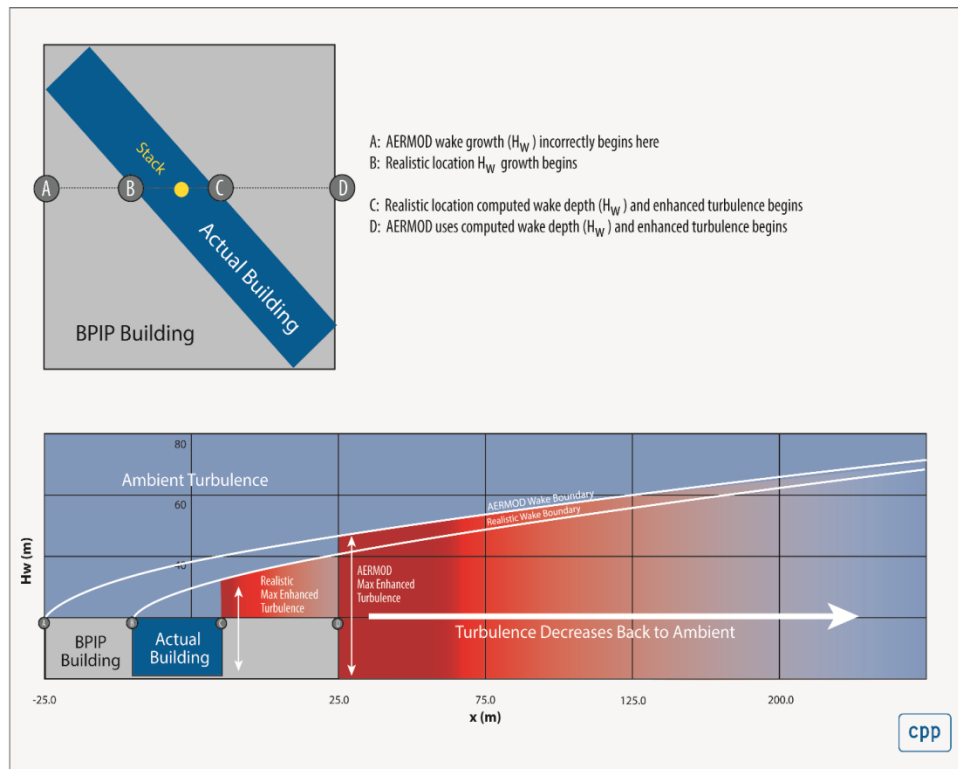 A: AERMOD wake growth (HW) incorrectly begins here
B: Realistic location HW growth begins
C: Realistic location computed wake depth (HW) and enhanced turbulence begins
D: AERMOD uses computed wake depth (HW) and enhanced turbulence begins
Stack
A
B
C
D
Actual Building
BPIP Building
80
Ambient Turbulence
60
AERMOD Wake Boundary
Realistic Wake Boundary
40
Hw (m)
Realistic
Max Enhanced
Turbulence
AERMOD
Max Enhanced
Turbulence
A
B
C
D
BPIP
Building
Actual
Building
Turbulence Decreases Back to Ambient
-25.0
25.0
75.0
125.0
200.0
x (m)
cpp